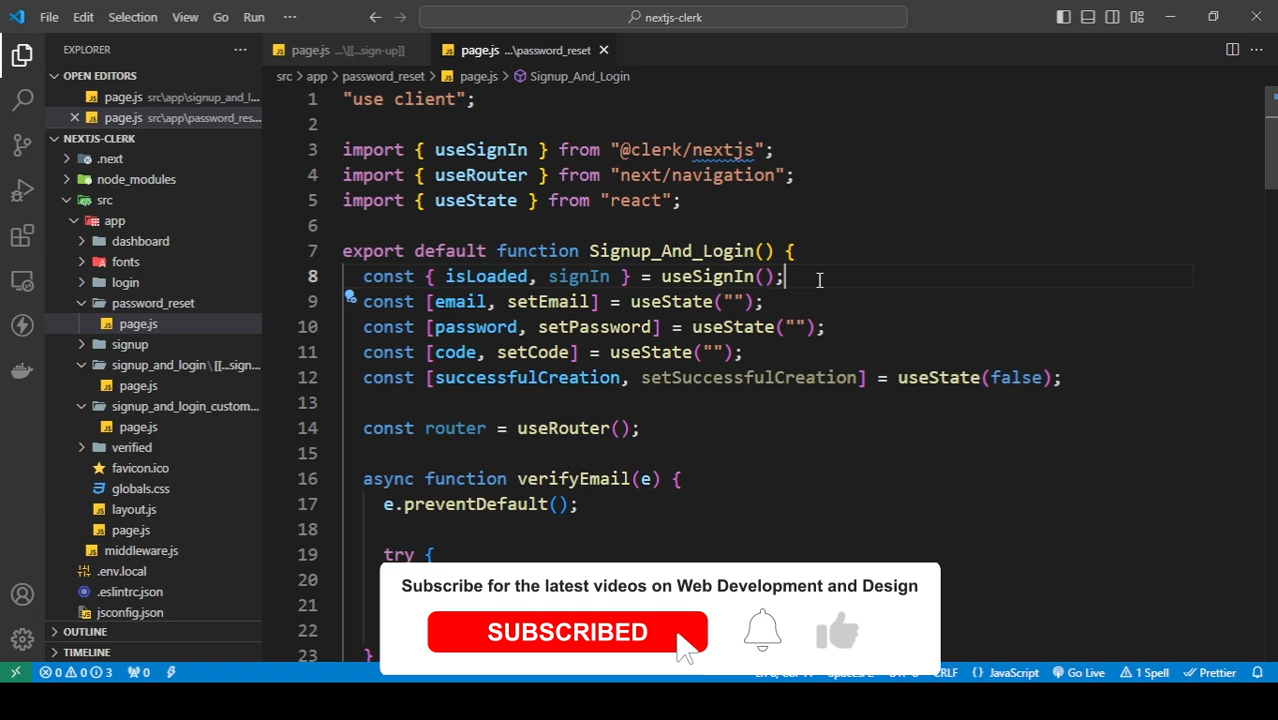 File Edit Selection View Go Run ··· nextjs-clerk
EXPLORER ···
OPEN EDITORS
page.js src\app\signup_and_l...
page.js src\app\password_res...
NEXTJS-CLERK
.next
node_modules
src
app
dashboard
fonts
login
password_reset
page.js
signup
signup_and_login\[[...sign...
page.js
signup_and_login_custom...
page.js
verified
favicon.ico
globals.css
layout.js
page.js
middleware.js
.env.local
.eslintrc.json
jsconfig.json
OUTLINE
TIMELINE
page.js ...\[[...sign-up]] page.js ...\password_reset
src > app > password_reset > page.js > Signup_And_Login
1 "use client";
2
3 import { useSignIn } from "@clerk/nextjs";
4 import { useRouter } from "next/navigation";
5 import { useState } from "react";
6
7 export default function Signup_And_Login() {
8 const { isLoaded, signIn } = useSignIn();
9 const [email, setEmail] = useState("");
10 const [password, setPassword] = useState("");
11 const [code, setCode] = useState("");
12 const [successfulCreation, setSuccessfulCreation] = useState(false);
13
14 const router = useRouter();
15
16 async function verifyEmail(e) {
17 e.preventDefault();
18
19 try {
20
21
22
23 }
Subscribe for the latest videos on Web Development and Design
SUBSCRIBED
0 0 3 0 CRLF {} JavaScript Go Live 1 Spell Prettier